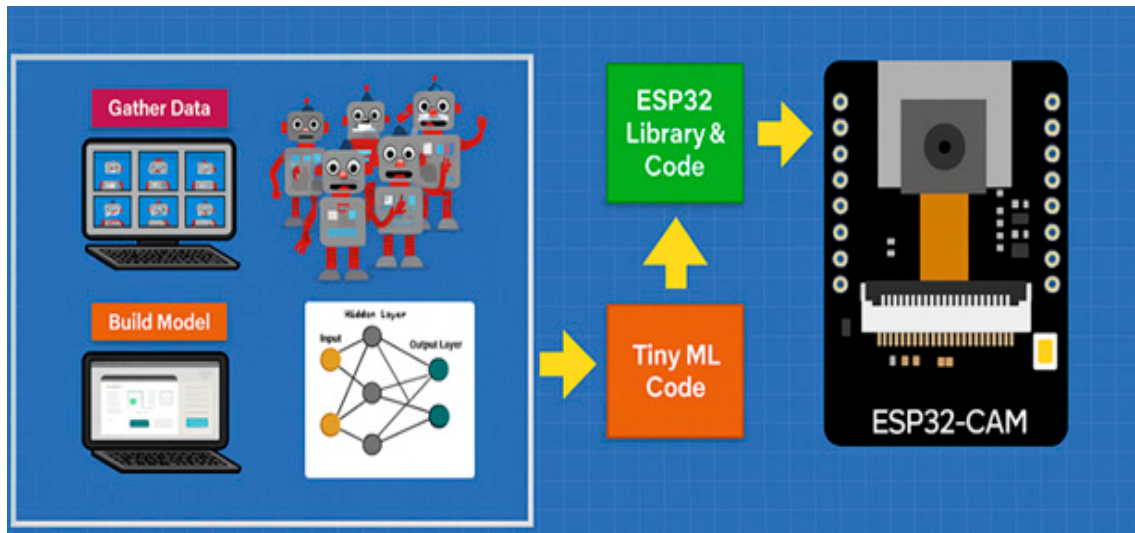 Gather Data
Build Model
Hidden Layer
Input
Output Layer
Tiny ML
Code
ESP32
Library &
Code
ESP32-CAM